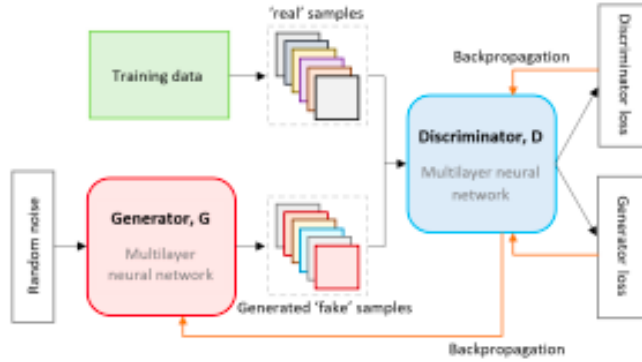 'real' samples
Training data
Backpropagation
Discriminator loss
Discriminator, D
Multilayer neural
network
Random noise
Generator, G
Multilayer
neural network
Generated 'fake' samples
Generator loss
Backpropagation